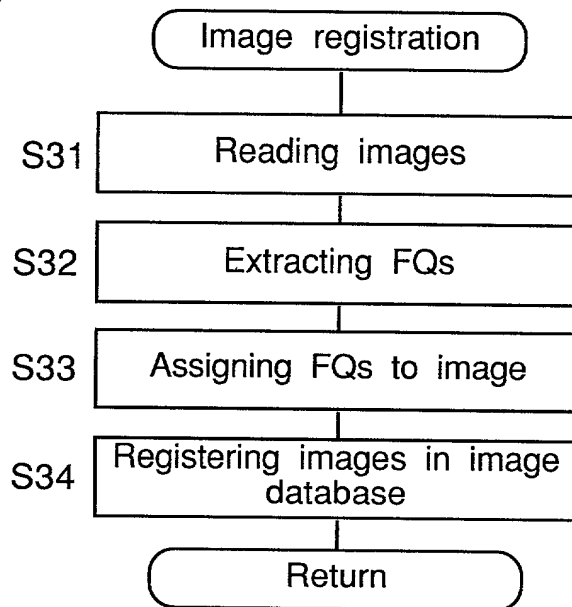 Image registration
S31 Reading images
S32 Extracting FQs
S33 Assigning FQs to image
S34 Registering images in image
database
Return